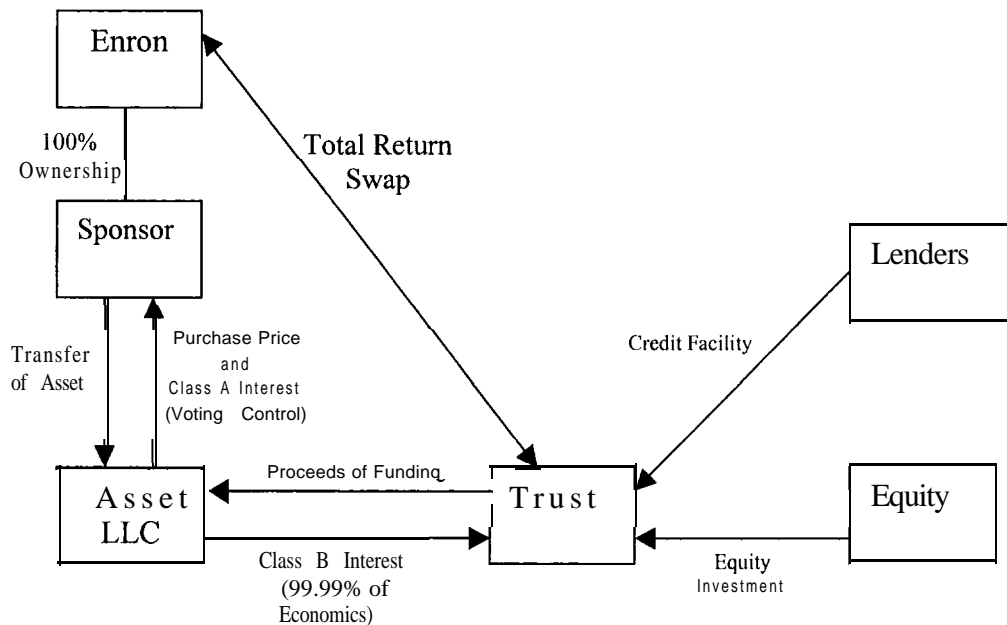 Enron
100%
Ownership
Total Return
Swap
Sponsor
Lenders
Transfer
of Asset
Purchase Price
and
Class A Interest
(Voting Control)
Credit Facility
Asset
LLC
Proceeds of Funding
Trust
Equity
Class B Interest
(99.99% of
Economics)
Equity
Investment